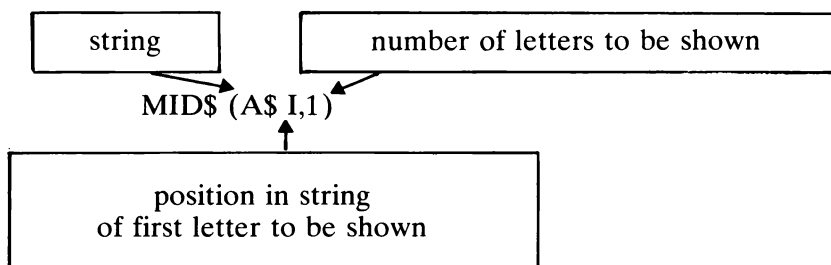 string
number of letters to be shown
MID$ (A$ I,1)
position in string
of first letter to be shown